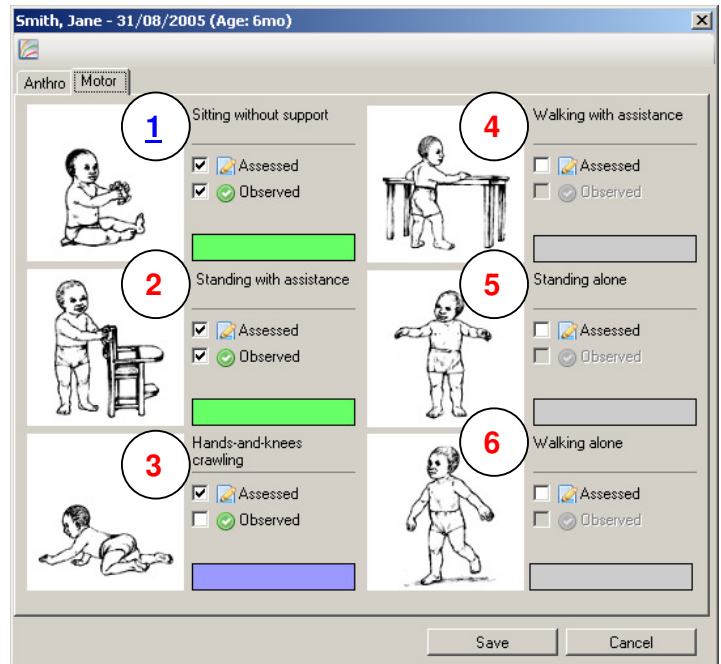 Smith, Jane - 31/08/2005 (Age: 6mo)
Anthro Motor
1
Sitting without support
Assessed
Observed
2
Standing with assistance
Assessed
Observed
3
Hands-and-knees
crawling
Assessed
Observed
4
Walking with assistance
Assessed
Observed
5
Standing alone
Assessed
Observed
6
Walking alone
Assessed
Observed
Save Cancel